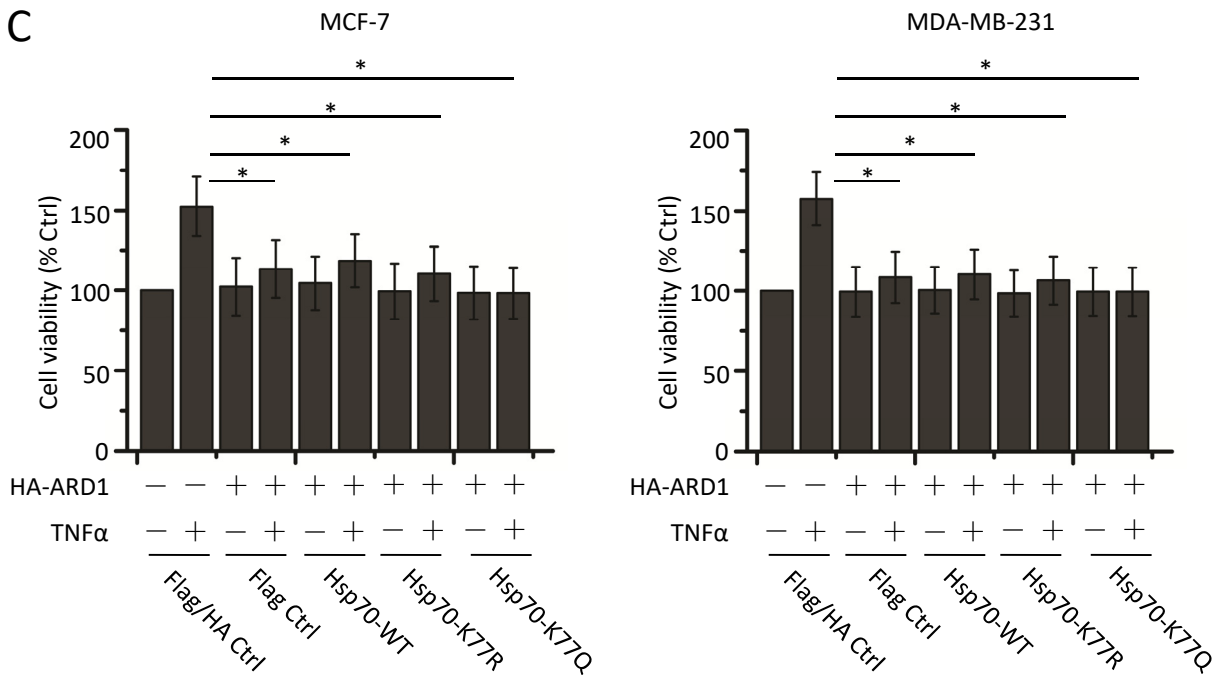 C
MCF-7
*
*
*
*
Cell viability (% Ctrl)
200
150
100
50
0
HA-ARD1 — — + + + + + + + +
TNFα — + — + — + — + — +
Flag/HA Ctrl
Flag Ctrl
Hsp70-WT
Hsp70-K77R
Hsp70-K77Q
MDA-MB-231
*
*
*
*
Cell viability (% Ctrl)
200
150
100
50
0
HA-ARD1 — — + + + + + + + +
TNFα — + — + — + — + — +
Flag/HA Ctrl
Flag Ctrl
Hsp70-WT
Hsp70-K77R
Hsp70-K77Q